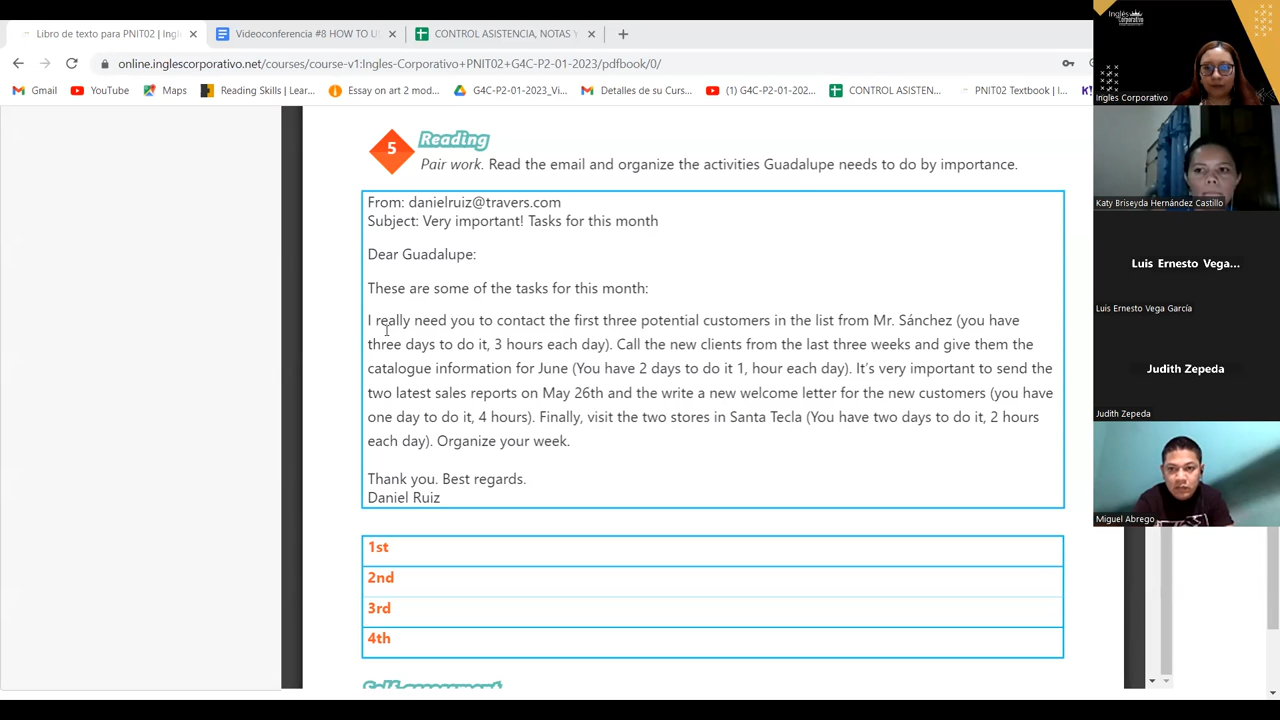 Libro de texto para PNIT02 | Ingl
Videoconferencia #8 HOW TO U
CONTROL ASISTENCIA, NOTAS Y
online.inglescorporativo.net/courses/course-v1:Ingles-Corporativo+PNIT02+G4C-P2-01-2023/pdfbook/0/
Gmail
YouTube
Maps
Reading Skills | Lear...
Essay on art 2 mod...
G4C-P2-01-2023_Vi...
Detalles de su Curs...
(1) G4C-P2-01-202...
CONTROL ASISTEN...
PNIT02 Textbook | I...
5
Reading
Pair work. Read the email and organize the activities Guadalupe needs to do by importance.
From: danielruiz@travers.com
Subject: Very important! Tasks for this month
Dear Guadalupe:
These are some of the tasks for this month:
I really need you to contact the first three potential customers in the list from Mr. Sánchez (you have
three days to do it, 3 hours each day). Call the new clients from the last three weeks and give them the
catalogue information for June (You have 2 days to do it 1, hour each day). It's very important to send the
two latest sales reports on May 26th and the write a new welcome letter for the new customers (you have
one day to do it, 4 hours). Finally, visit the two stores in Santa Tecla (You have two days to do it, 2 hours
each day). Organize your week.
Thank you. Best regards.
Daniel Ruiz
1st
2nd
3rd
4th
Self-assessment
Inglés
Corporativo
Ingles Corporativo
Katy Briseyda Hernández Castillo
Luis Ernesto Vega...
Luis Ernesto Vega García
Judith Zepeda
Judith Zepeda
Miguel Abrego